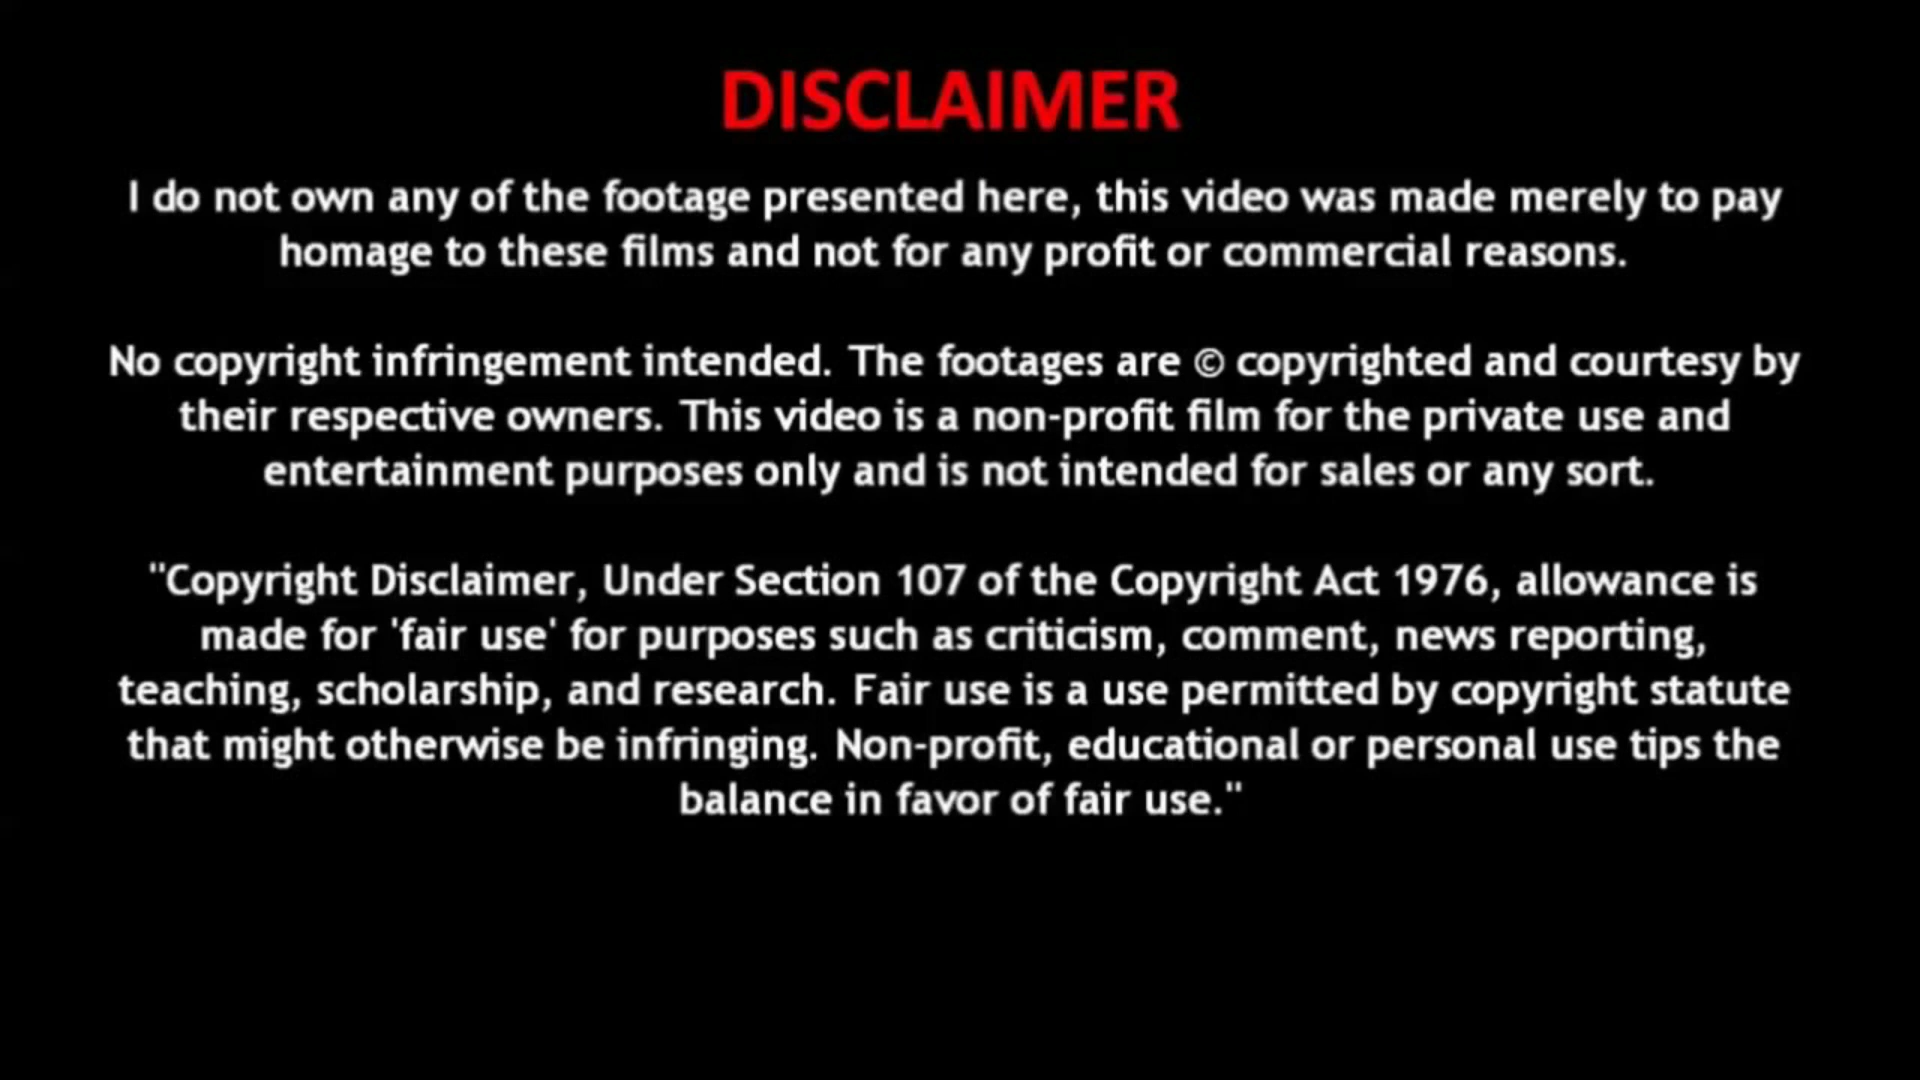 DISCLAIMER
I do not own any of the footage presented here, this video was made merely to pay
homage to these films and not for any profit or commercial reasons.
No copyright infringement intended. The footages are © copyrighted and courtesy by
their respective owners. This video is a non-profit film for the private use and
entertainment purposes only and is not intended for sales or any sort.
"Copyright Disclaimer, Under Section 107 of the Copyright Act 1976, allowance is
made for 'fair use' for purposes such as criticism, comment, news reporting,
teaching, scholarship, and research. Fair use is a use permitted by copyright statute
that might otherwise be infringing. Non-profit, educational or personal use tips the
balance in favor of fair use."